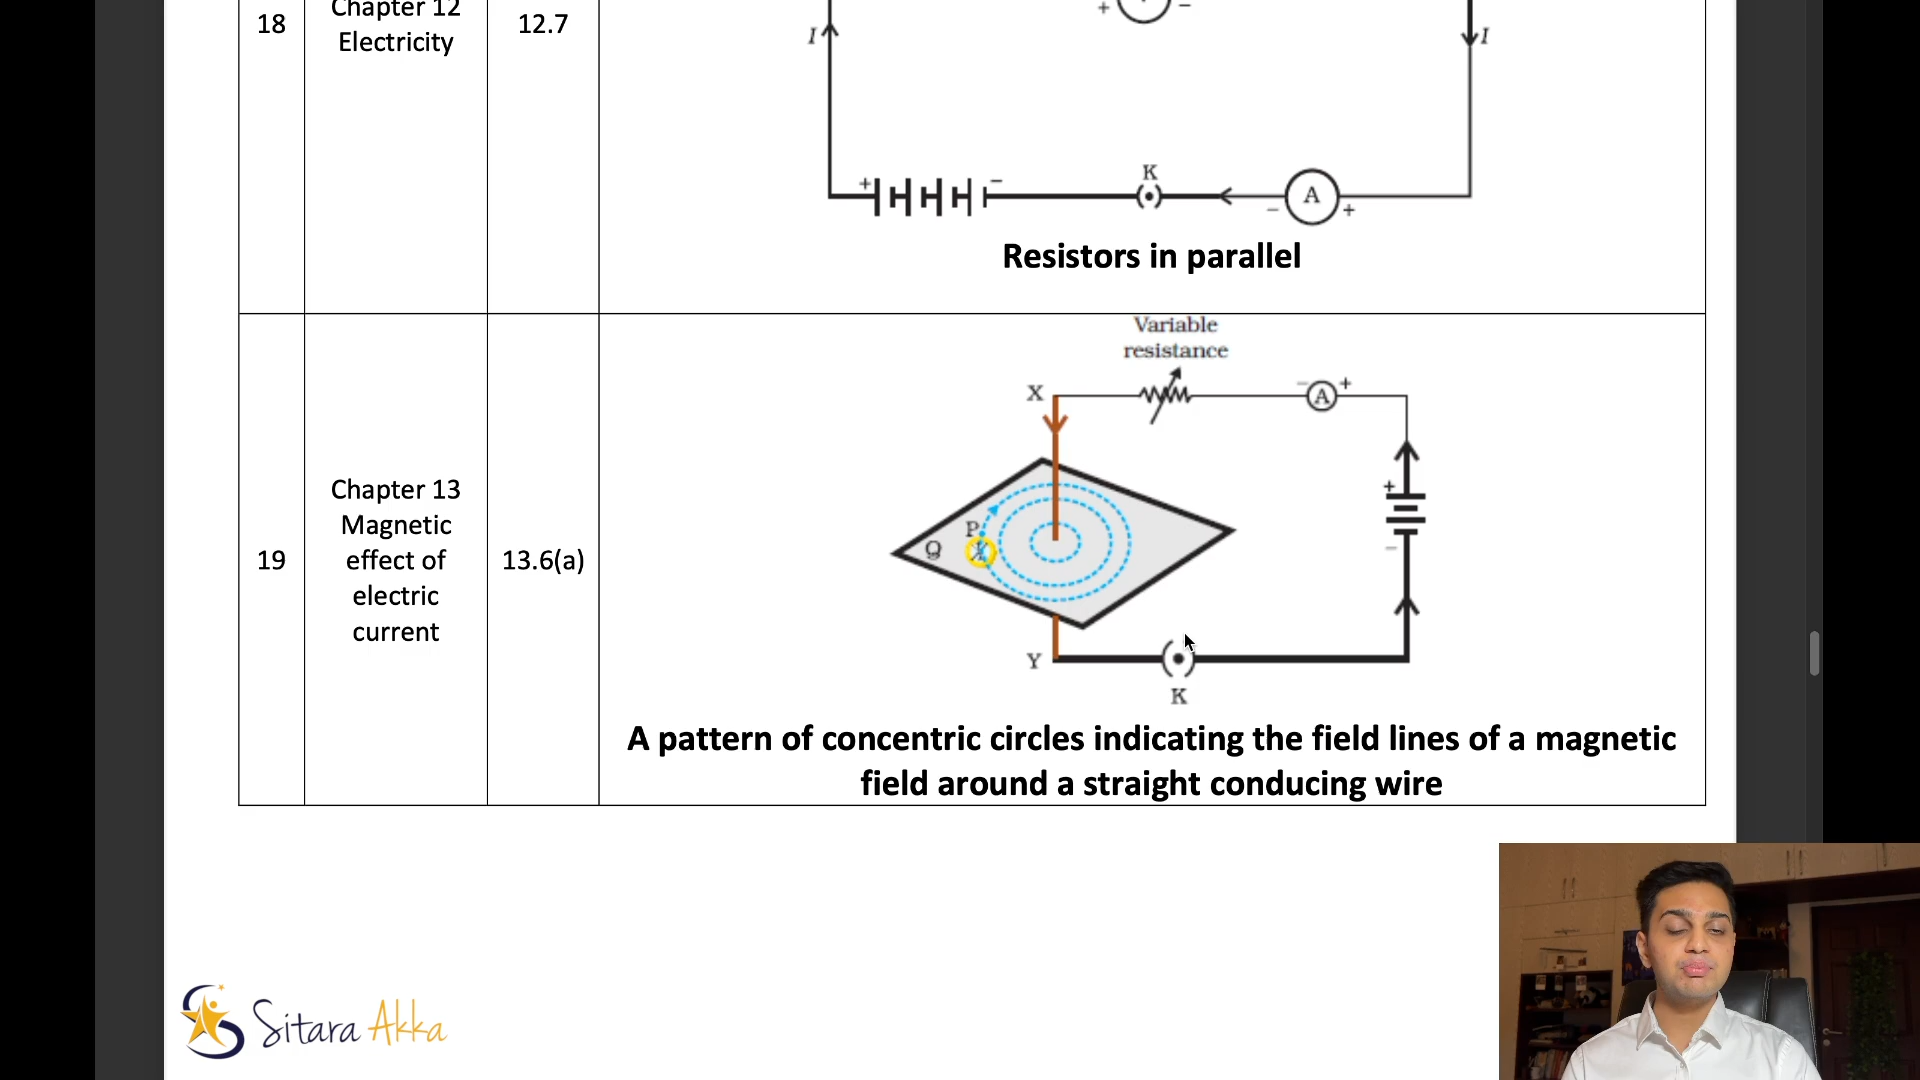 18
Chapter 12
Electricity
12.7
+
−
I
I
+
−
K
−
A
+
Resistors in parallel
19
Chapter 13
Magnetic
effect of
electric
current
13.6(a)
Variable
resistance
X
−
A
+
P
Q
+
−
Y
K
A pattern of concentric circles indicating the field lines of a magnetic
field around a straight conducing wire
Sitara Akka